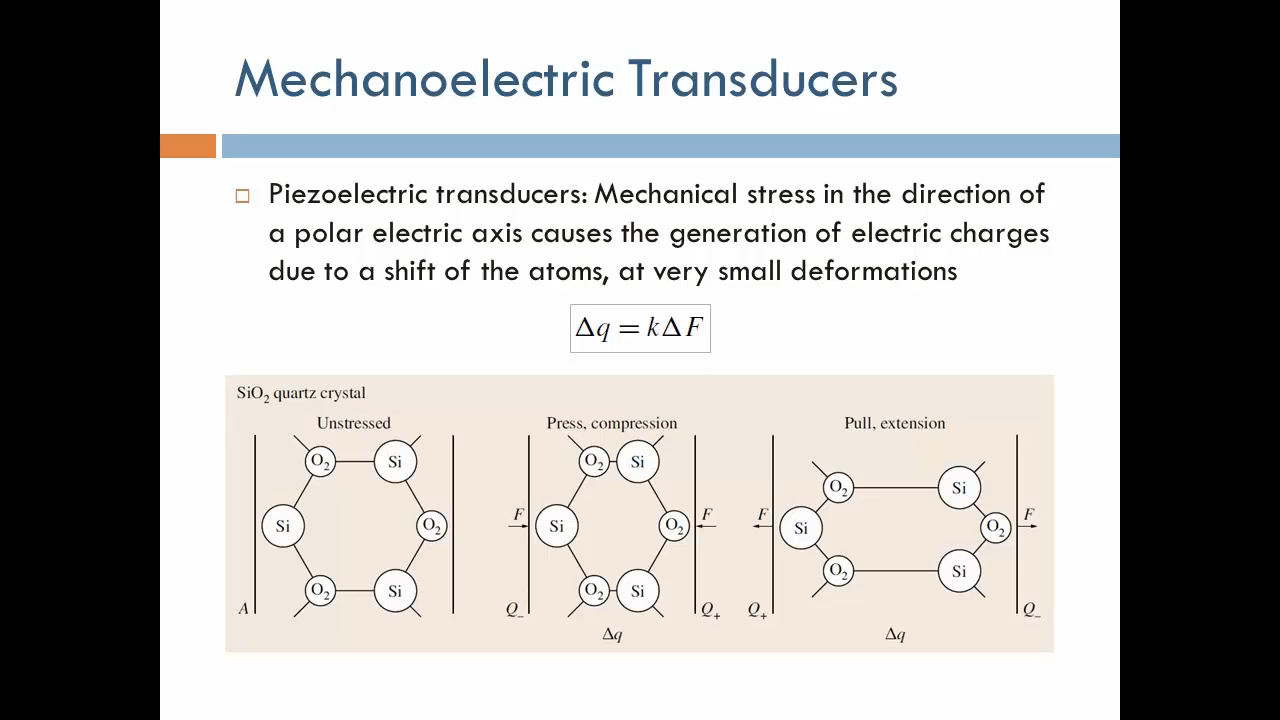 Mechanoelectric Transducers
Piezoelectric transducers: Mechanical stress in the direction of
a polar electric axis causes the generation of electric charges
due to a shift of the atoms, at very small deformations
Δq = kΔF
SiO₂ quartz crystal
Unstressed
Press, compression
Pull, extension
O₂ Si
Si O₂
O₂ Si
A
O₂ Si
F Si O₂ F
O₂ Si
Q₋ Q₊
Δq
O₂ Si
F Si O₂ F
O₂ Si
Q₊ Q₋
Δq